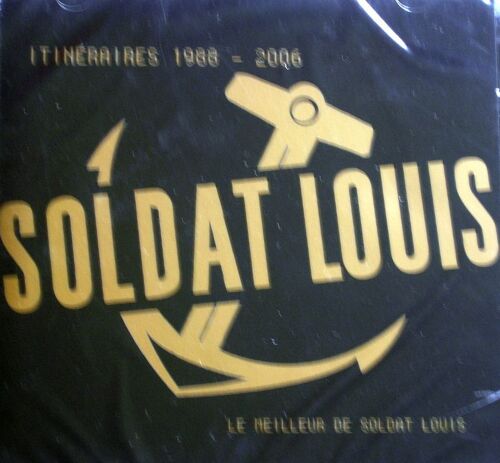 ITINÉRAIRES 1988 - 2006
SOLDAT LOUIS
LE MEILLEUR DE SOLDAT LOUIS